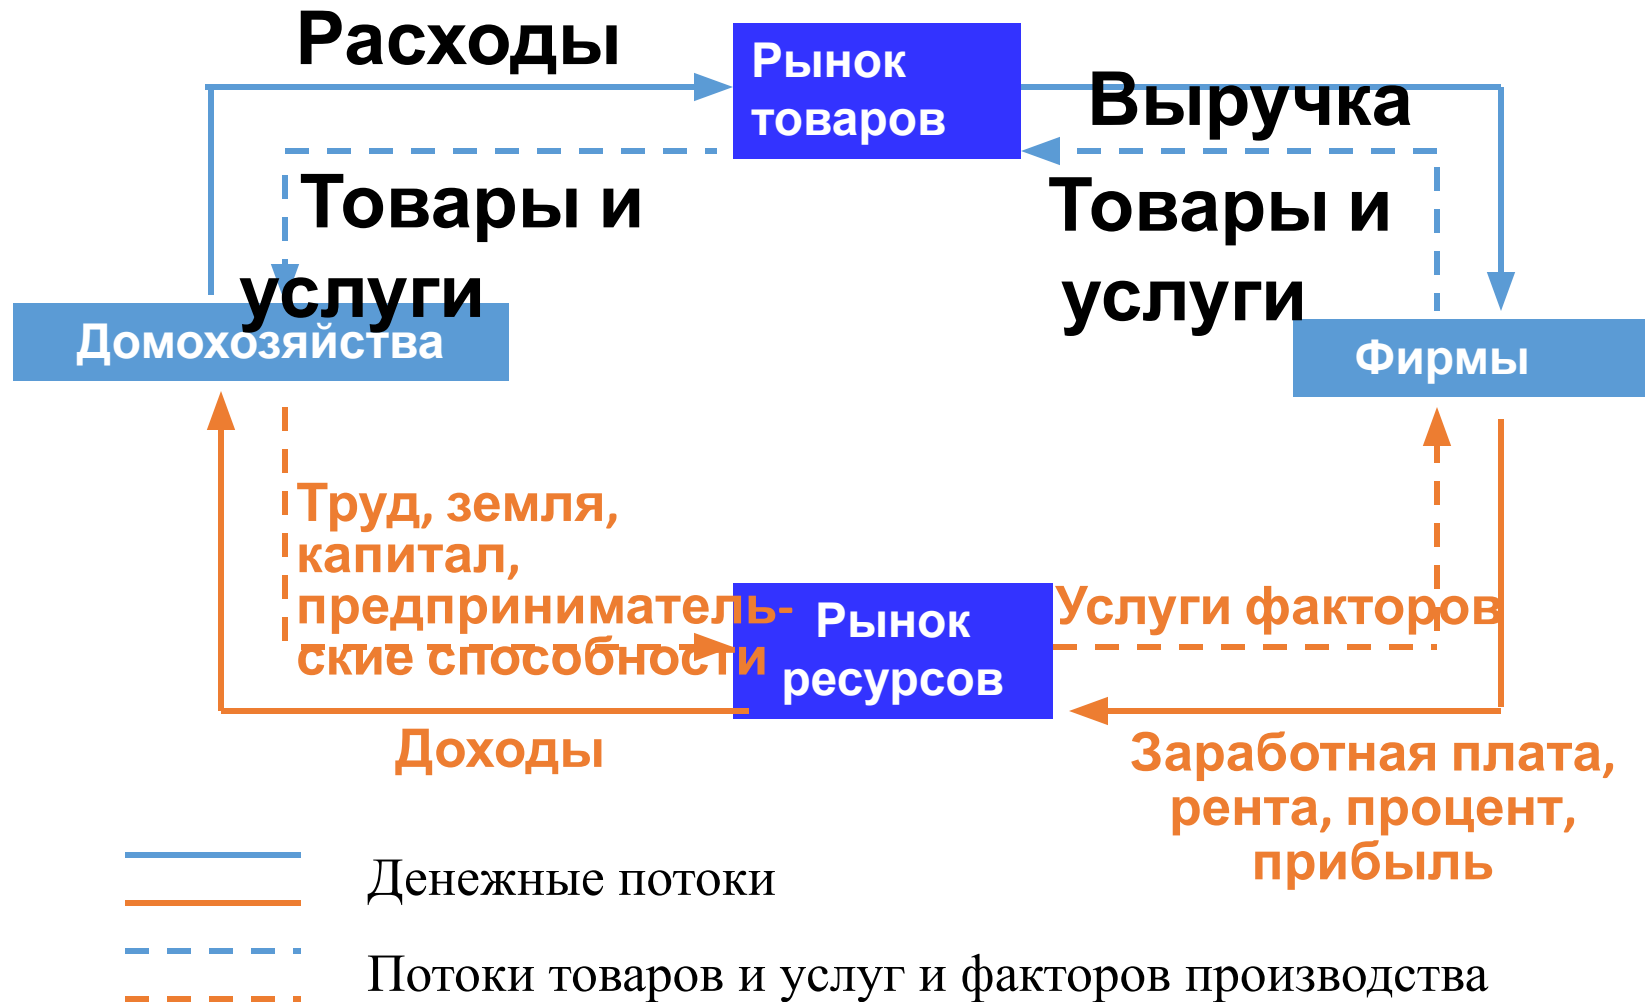 Расходы
Рынок
товаров
Выручка
Товары и
услуги
Товары и
услуги
Домохозяйства
Фирмы
Труд, земля,
капитал,
предприниматель-
ские способности
Рынок
ресурсов
Услуги факторов
Доходы
Заработная плата,
рента, процент,
прибыль
Денежные потоки
Потоки товаров и услуг и факторов производства